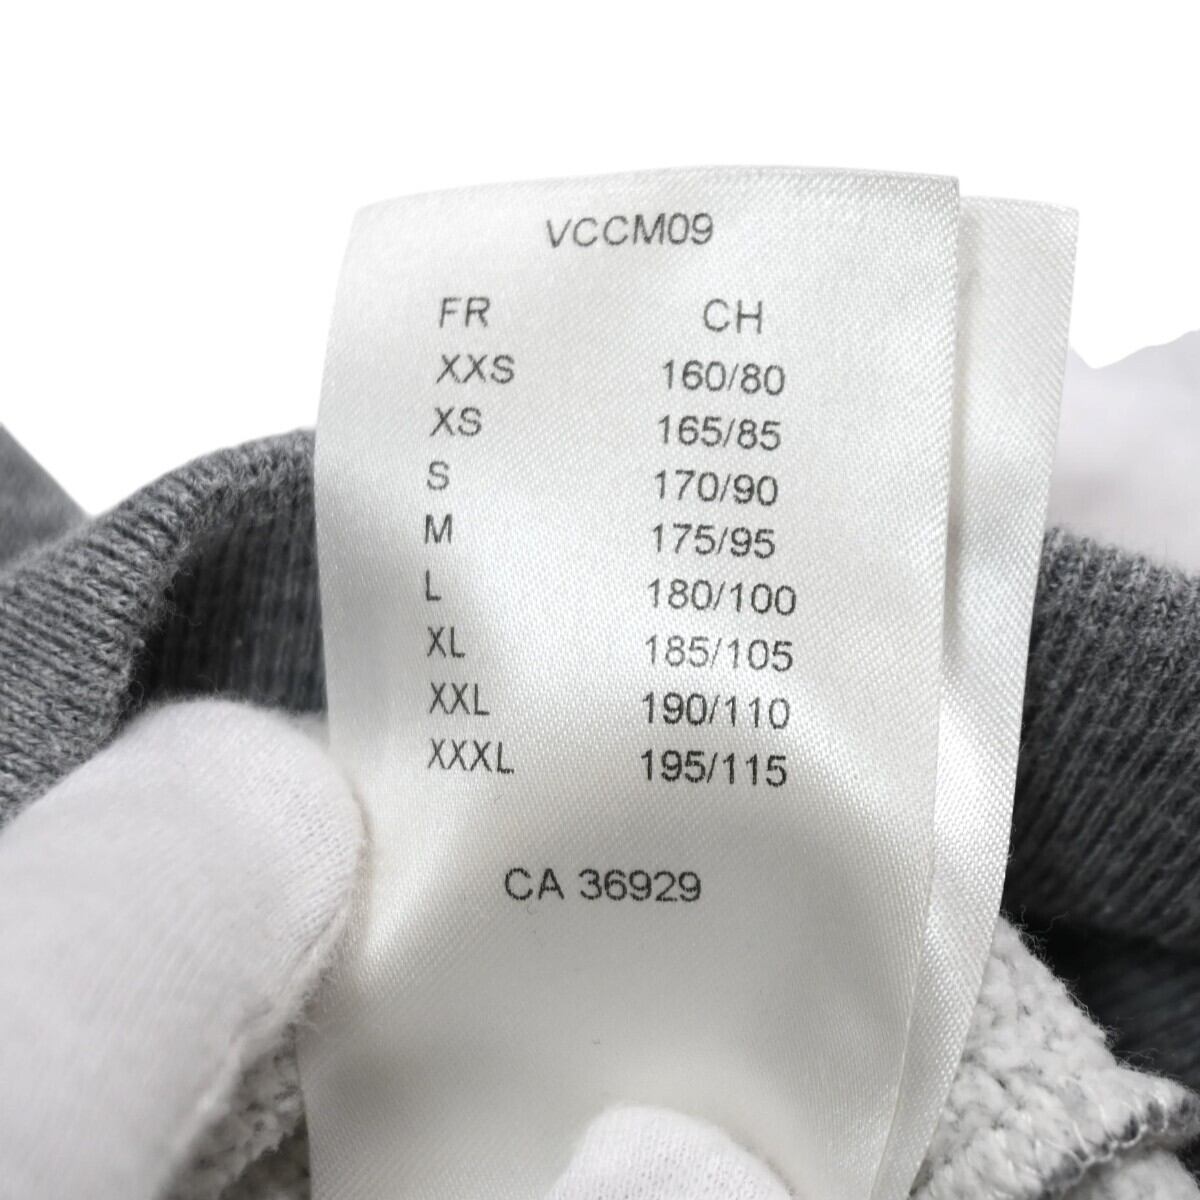 VCCM09
FR CH
XXS 160/80
XS 165/85
S 170/90
M 175/95
L 180/100
XL 185/105
XXL 190/110
XXXL 195/115
CA 36929